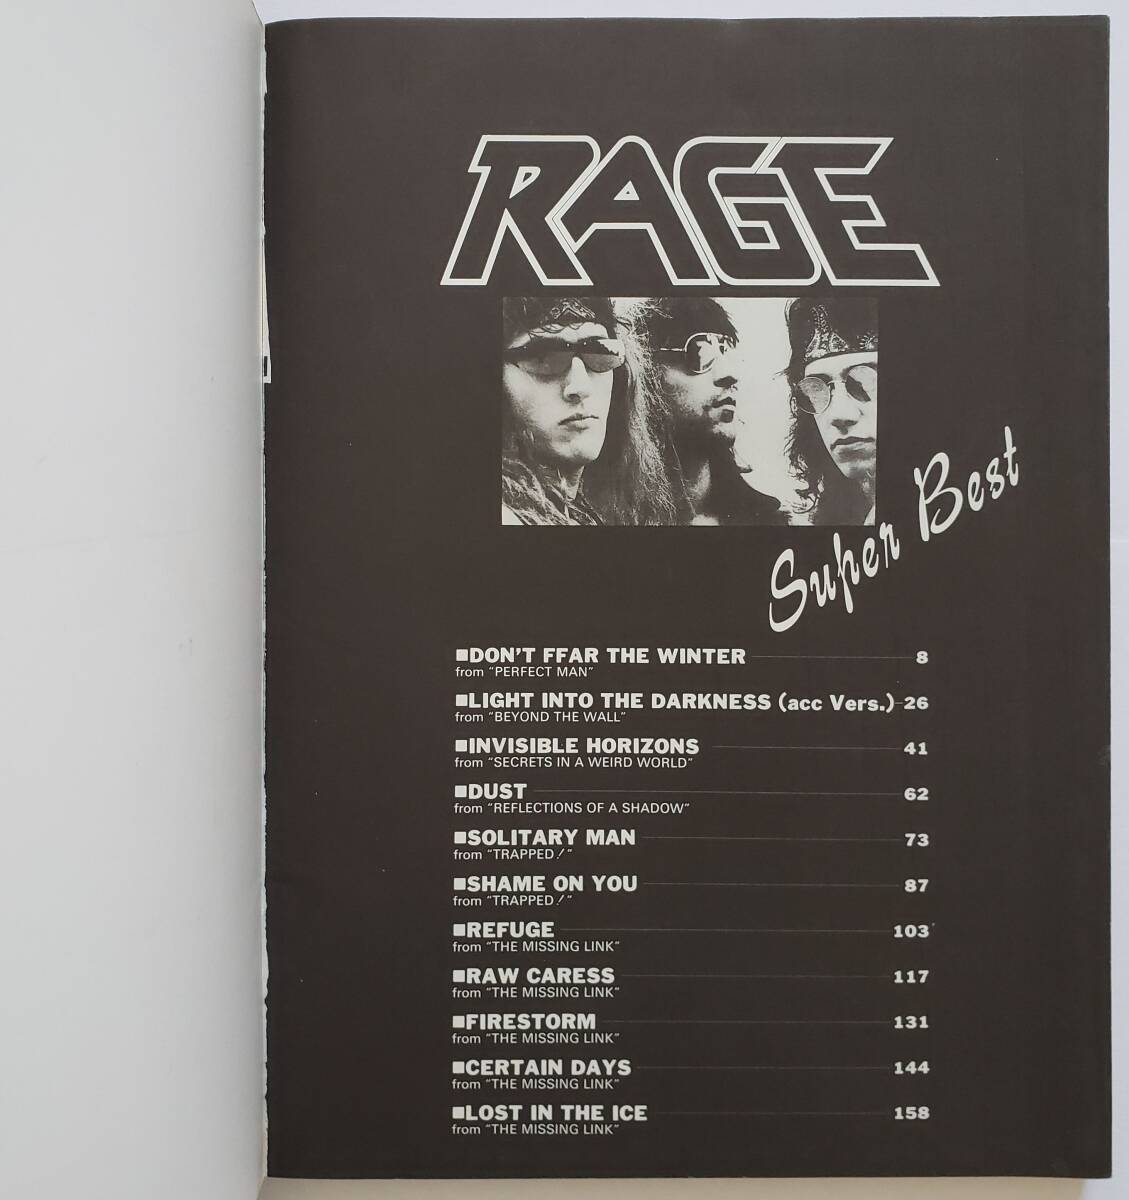 RAGE
Super Best
■DON'T FFAR THE WINTER 8
from "PERFECT MAN"
■LIGHT INTO THE DARKNESS (acc Vers.) 26
from "BEYOND THE WALL"
■INVISIBLE HORIZONS 41
from "SECRETS IN A WEIRD WORLD"
■DUST 62
from "REFLECTIONS OF A SHADOW"
■SOLITARY MAN 73
from "TRAPPED!"
■SHAME ON YOU 87
from "TRAPPED!"
■REFUGE 103
from "THE MISSING LINK"
■RAW CARESS 117
from "THE MISSING LINK"
■FIRESTORM 131
from "THE MISSING LINK"
■CERTAIN DAYS 144
from "THE MISSING LINK"
■LOST IN THE ICE 158
from "THE MISSING LINK"